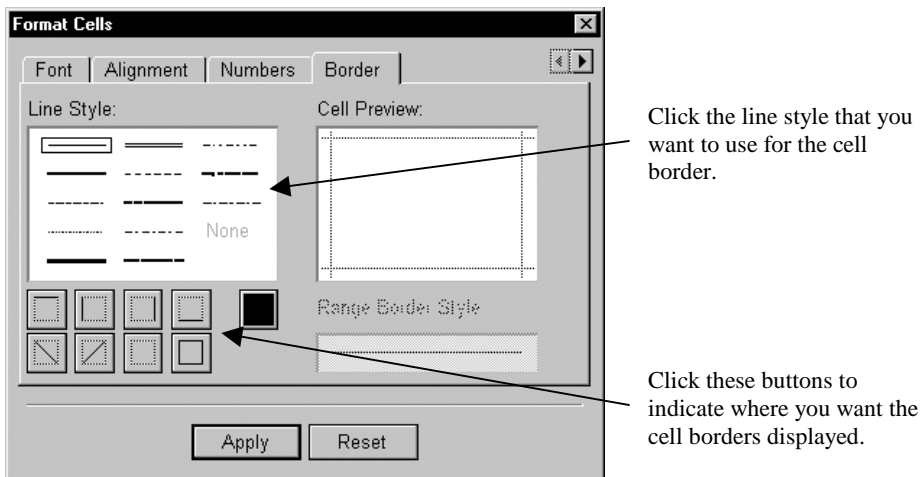 Format Cells
Font Alignment Numbers Border
Line Style: Cell Preview:
None
Range Border Style
Apply Reset
Click the line style that you
want to use for the cell
border.
Click these buttons to
indicate where you want the
cell borders displayed.